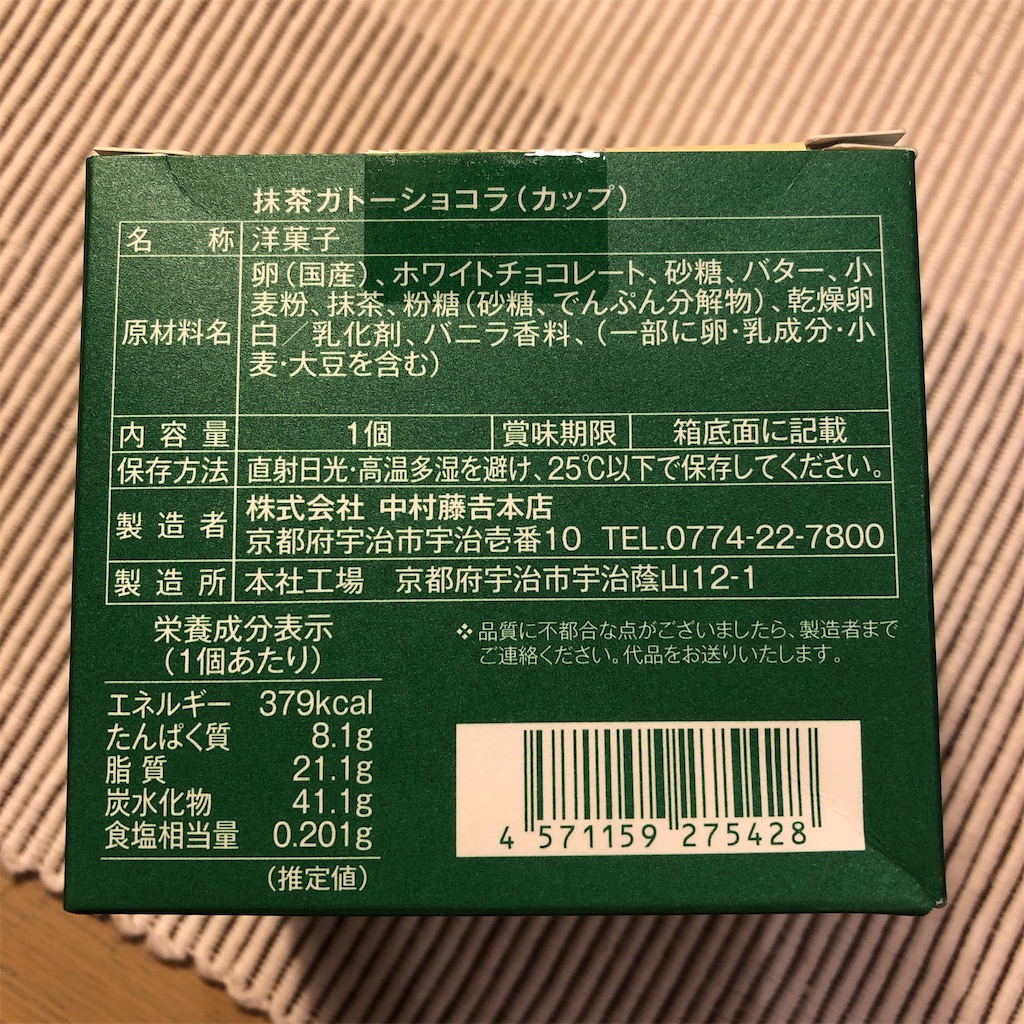 抹茶ガトーショコラ（カップ）
名　称 洋菓子
原材料名 卵（国産）、ホワイトチョコレート、砂糖、バター、小
麦粉、抹茶、粉糖（砂糖、でんぷん分解物）、乾燥卵
白／乳化剤、バニラ香料、（一部に卵・乳成分・小
麦・大豆を含む）
内容量 1個 賞味期限 箱底面に記載
保存方法 直射日光・高温多湿を避け、25℃以下で保存してください。
製造者 株式会社 中村藤𠮷本店
京都府宇治市宇治壱番10 TEL.0774-22-7800
製造所 本社工場　京都府宇治市宇治蔭山12-1
栄養成分表示
（1個あたり）
エネルギー 379kcal
たんぱく質 8.1g
脂質 21.1g
炭水化物 41.1g
食塩相当量 0.201g
（推定値）
❖品質に不都合な点がございましたら、製造者まで
ご連絡ください。代品をお送りいたします。
4 571159 275428